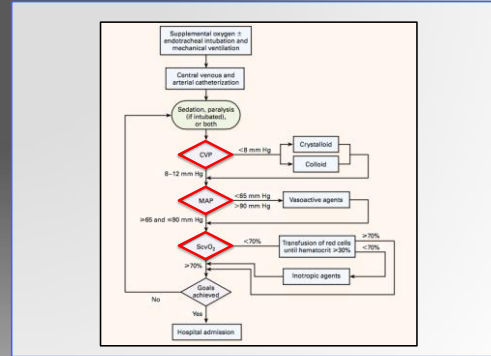 Supplemental oxygen ±
endotracheal intubation and
mechanical ventilation
Central venous and
arterial catheterization
Sedation, paralysis
(if intubated),
or both
CVP
<8 mm Hg
Crystalloid
Colloid
8–12 mm Hg
MAP
<65 mm Hg
>90 mm Hg
Vasoactive agents
≥65 and ≤90 mm Hg
ScvO2
<70%
Transfusion of red cells
until hematocrit ≥30%
≥70%
<70%
≥70%
Inotropic agents
Goals
achieved
No
Yes
Hospital admission